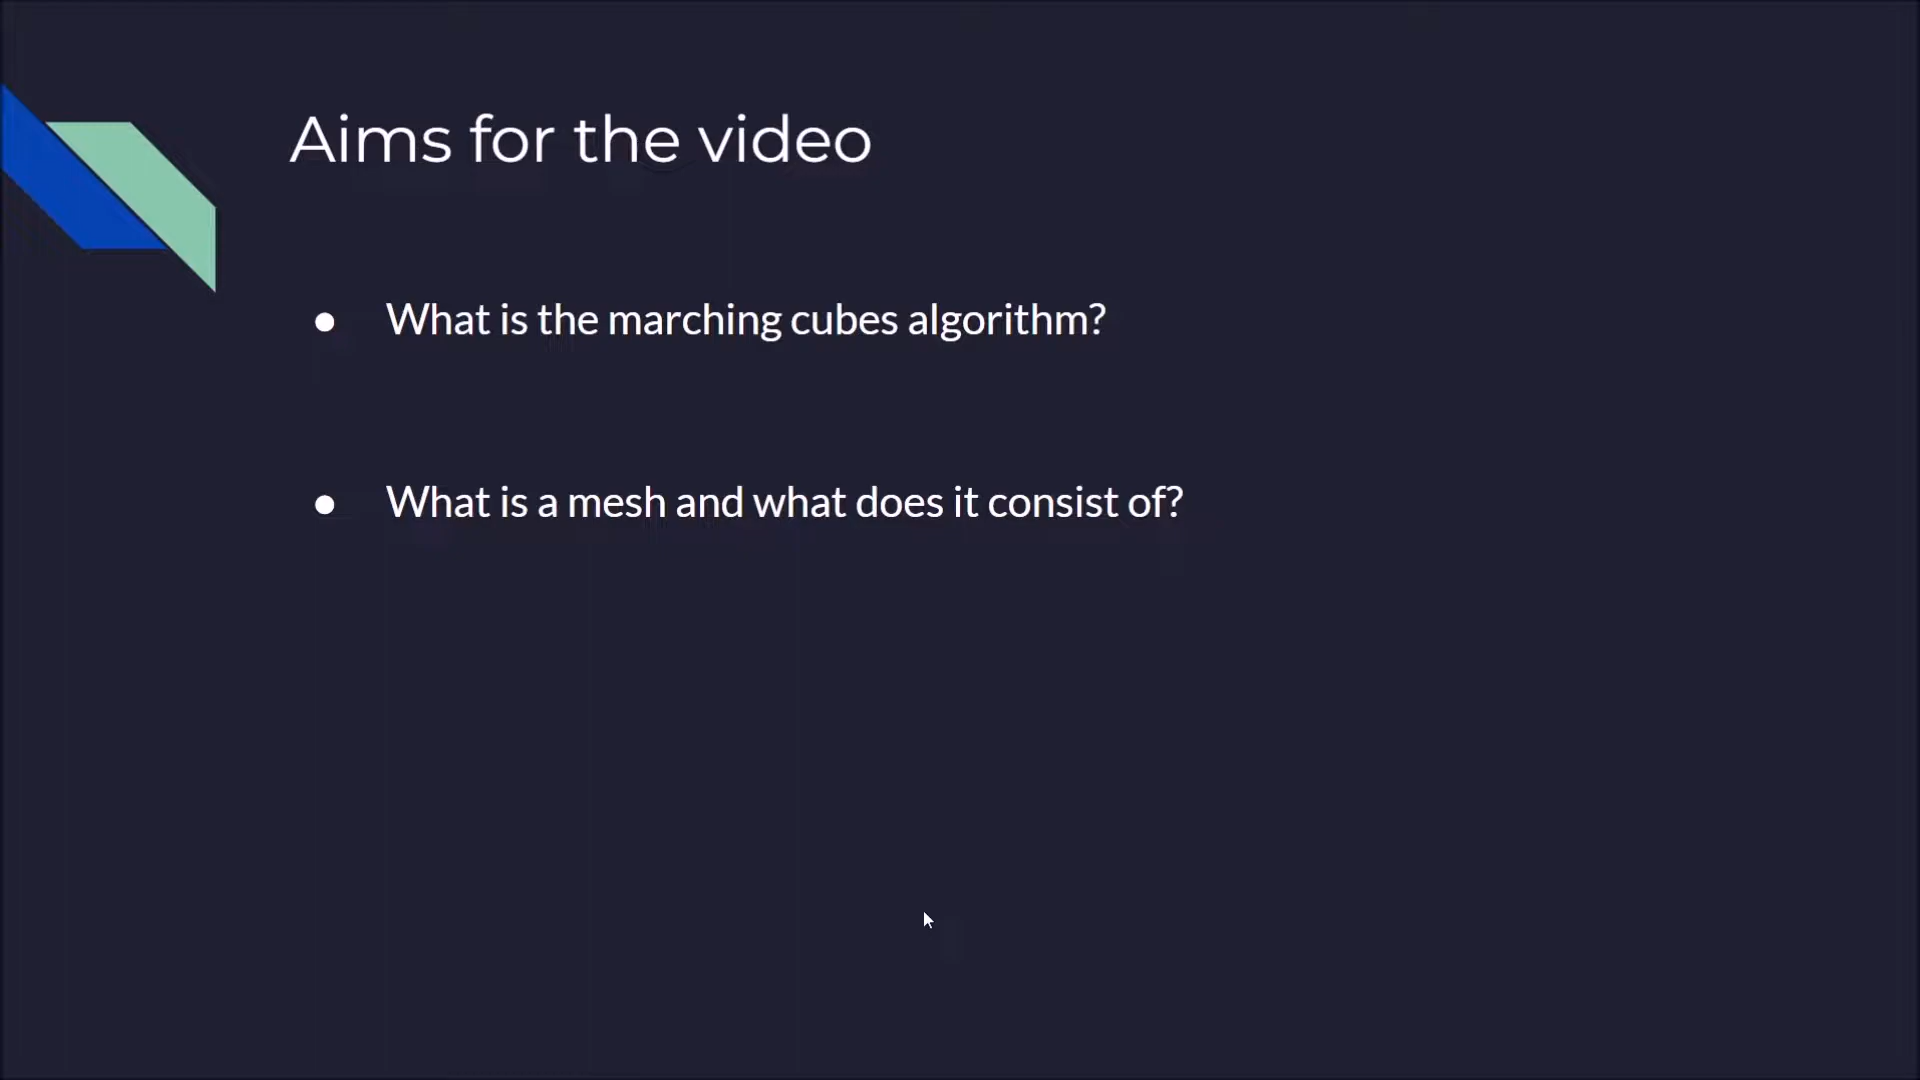 Aims for the video
● What is the marching cubes algorithm?
● What is a mesh and what does it consist of?